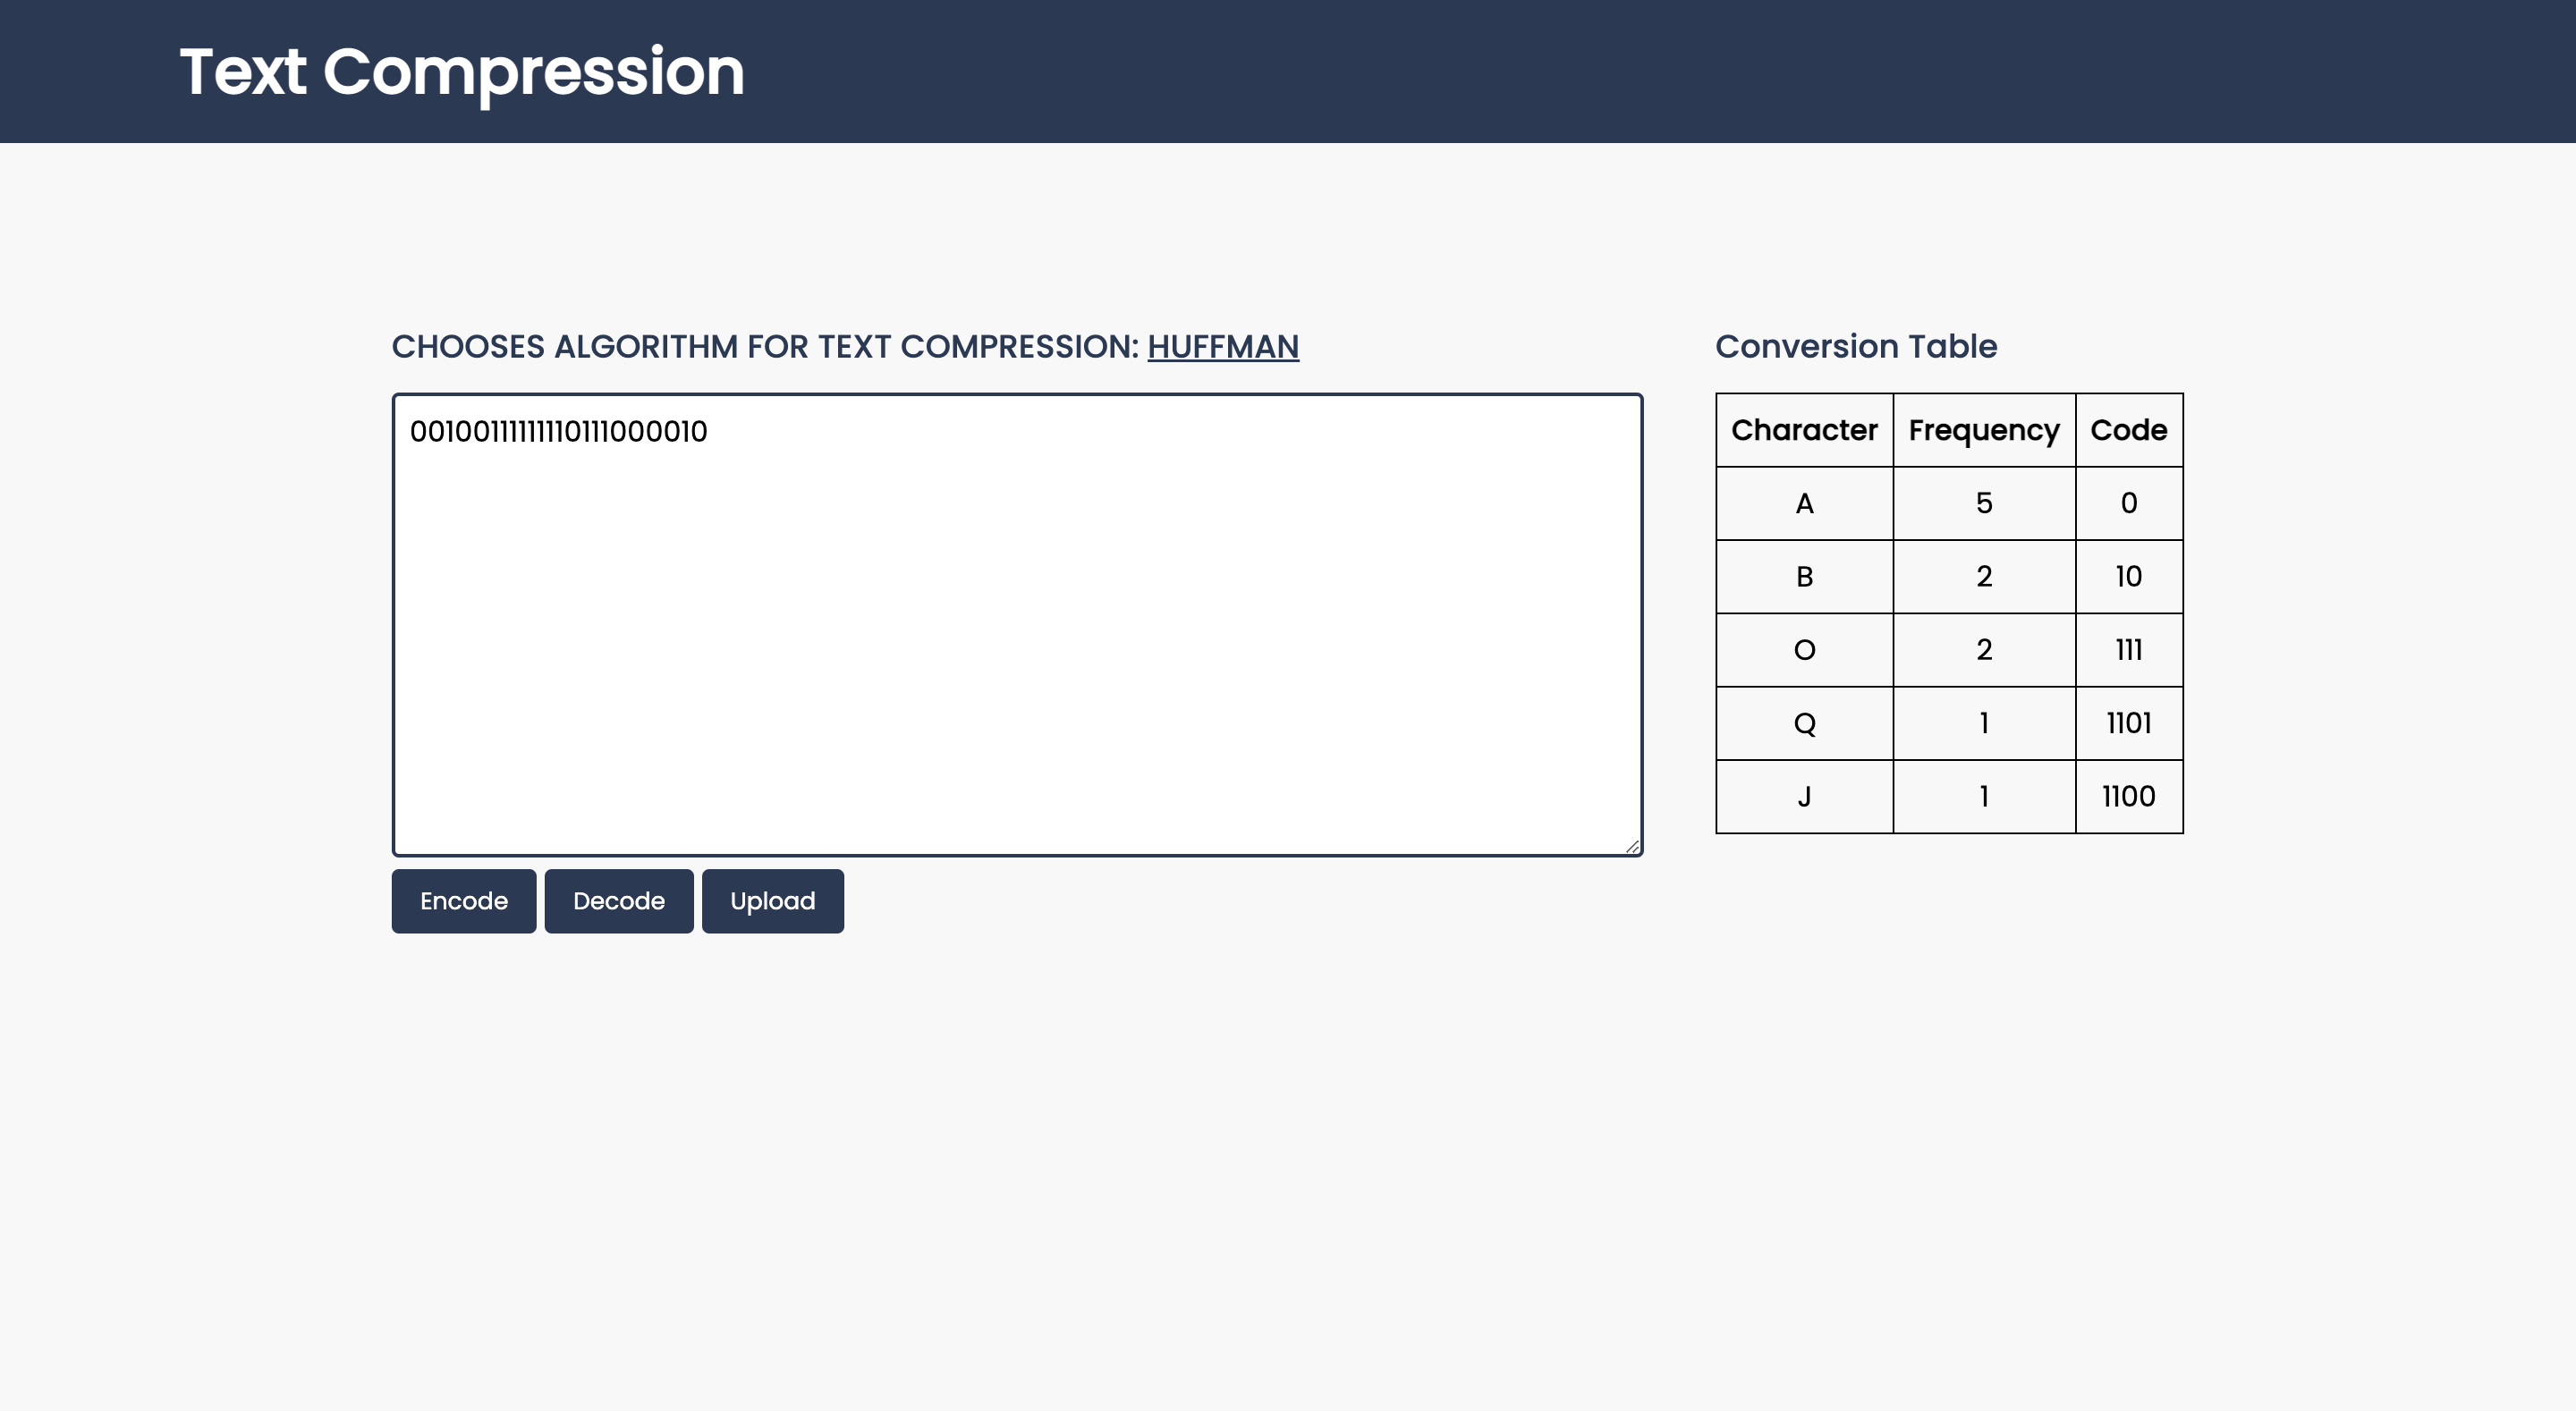 Text Compression
CHOOSES ALGORITHM FOR TEXT COMPRESSION: HUFFMAN
00100111111110111000010
Encode Decode Upload
Conversion Table
Character Frequency Code
A 5 0
B 2 10
O 2 111
Q 1 1101
J 1 1100